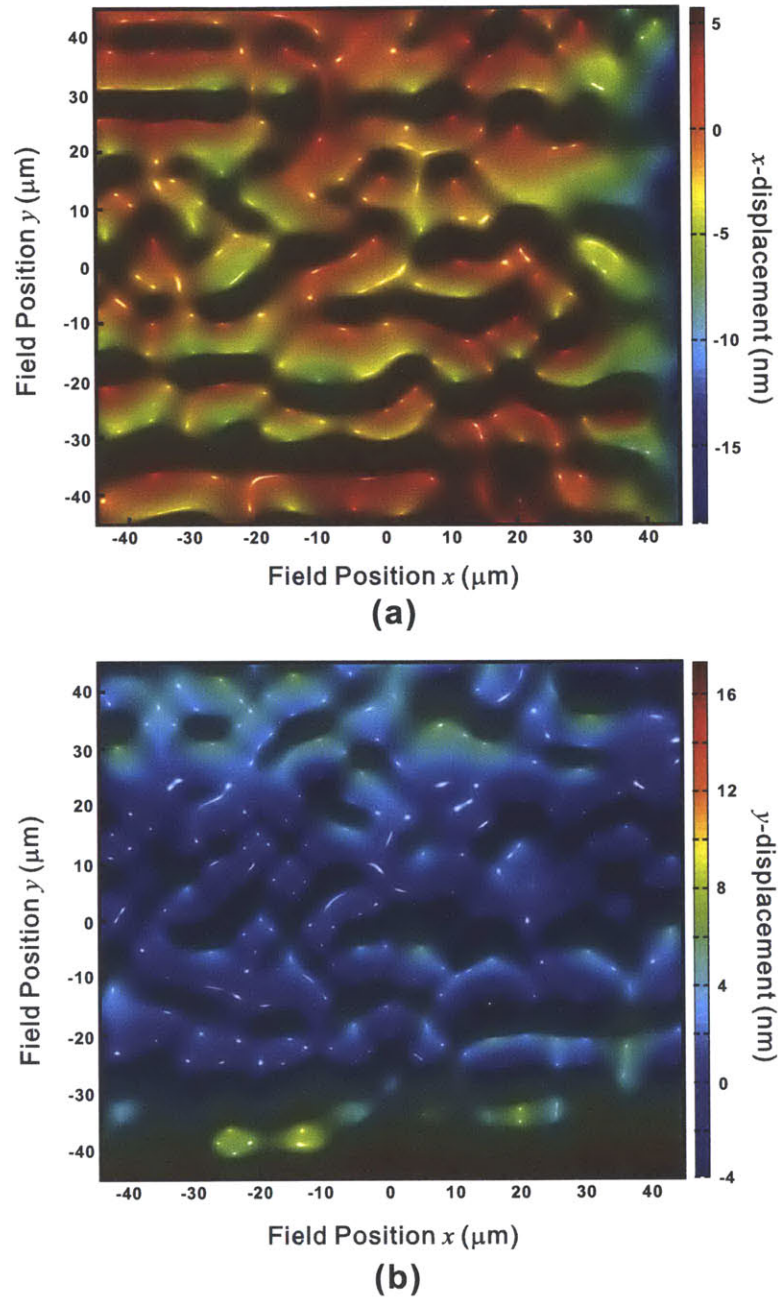 40
30
20
10
0
-10
-20
-30
-40
Field Position y (μm)
-40 -30 -20 -10 0 10 20 30 40
Field Position x (μm)
5
0
-5
-10
-15
x-displacement (nm)
(a)
40
30
20
10
0
-10
-20
-30
-40
Field Position y (μm)
-40 -30 -20 -10 0 10 20 30 40
Field Position x (μm)
16
12
8
4
0
-4
y-displacement (nm)
(b)